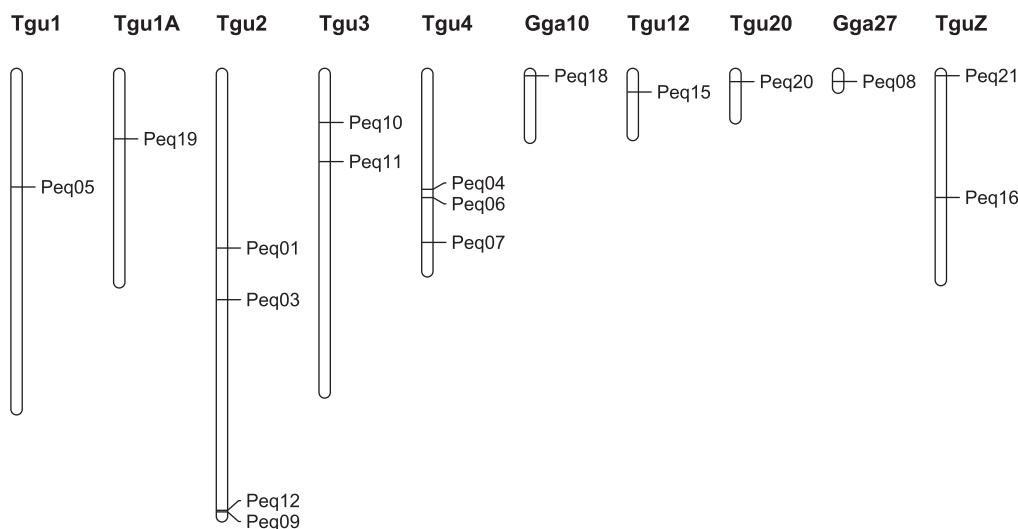 Tgu1 Tgu1A Tgu2 Tgu3 Tgu4 Gga10 Tgu12 Tgu20 Gga27 TguZ
Peq05
Peq19
Peq01
Peq03
Peq12
Peq09
Peq10
Peq11
Peq04
Peq06
Peq07
Peq18
Peq15
Peq20
Peq08
Peq21
Peq16